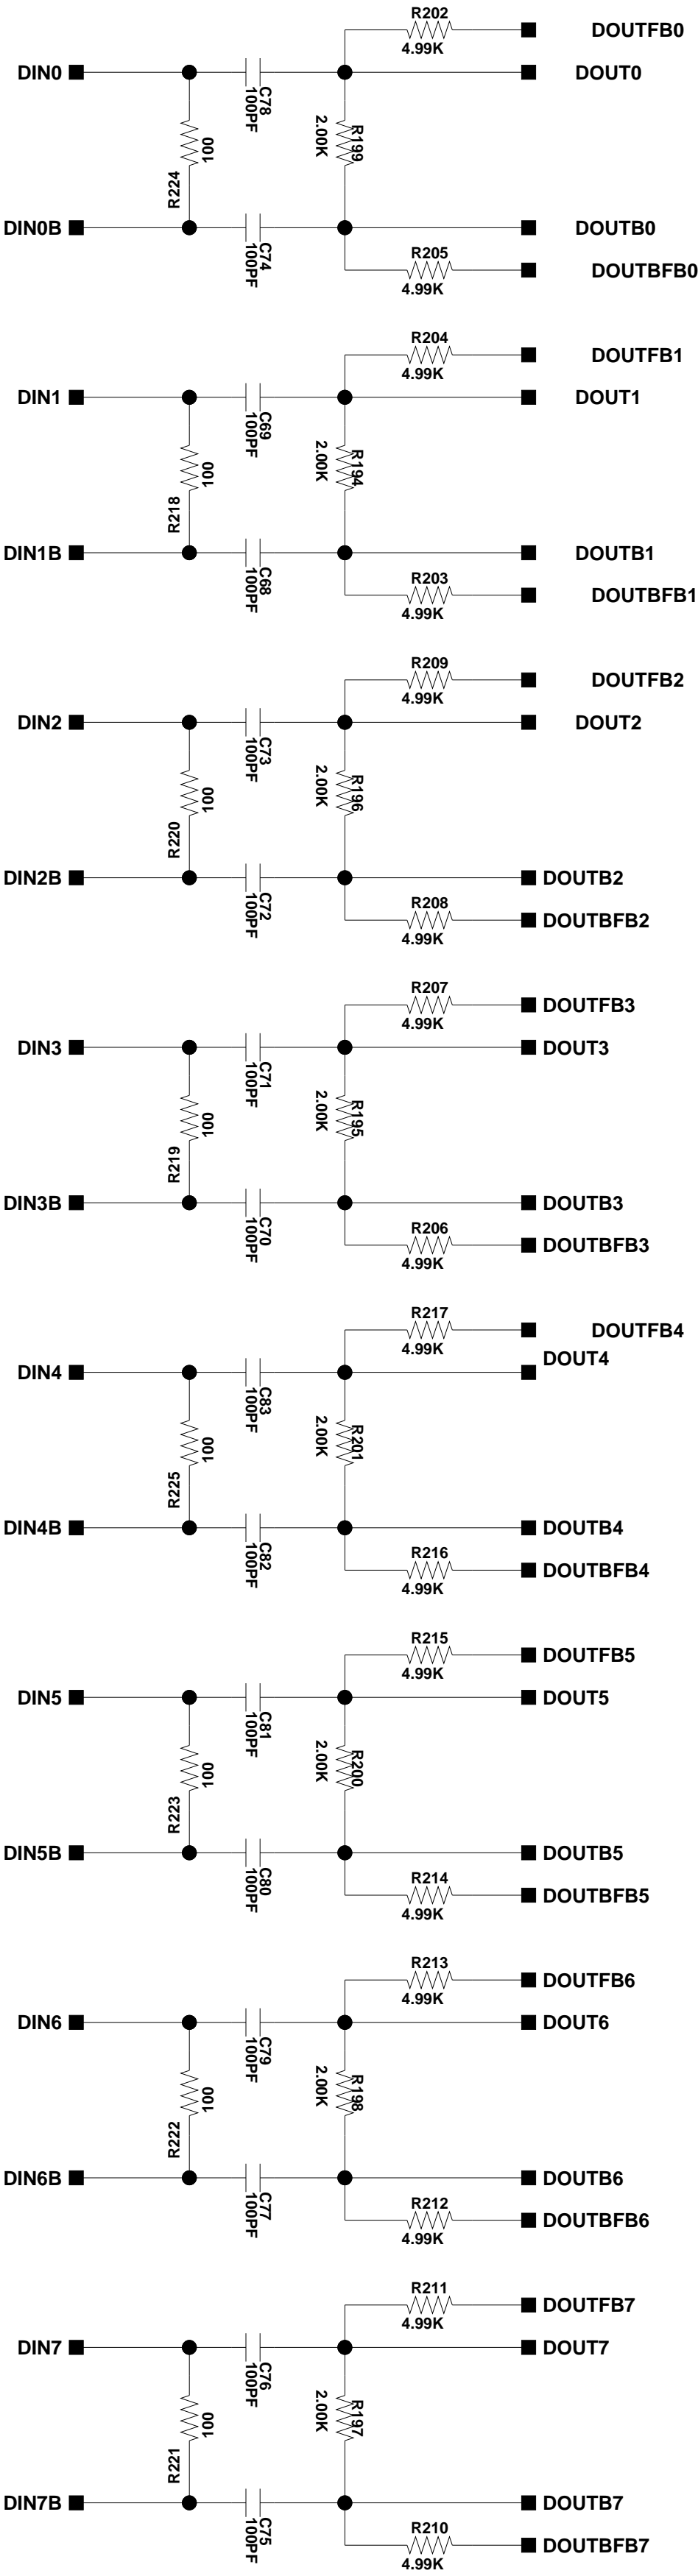 R202
DOUTFB0
4.99K
DIN0
DOUT0
C78
100PF
R199
2.00K
100
R224
DIN0B
DOUTB0
C74
100PF
R205
DOUTBFB0
4.99K
R204
DOUTFB1
4.99K
DIN1
DOUT1
C69
100PF
R194
2.00K
100
R218
DIN1B
DOUTB1
C68
100PF
R203
DOUTBFB1
4.99K
R209
DOUTFB2
4.99K
DIN2
DOUT2
C73
100PF
R196
2.00K
100
R220
DIN2B
DOUTB2
C72
100PF
R208
DOUTBFB2
4.99K
R207
DOUTFB3
4.99K
DIN3
DOUT3
C71
100PF
R195
2.00K
100
R219
DIN3B
DOUTB3
C70
100PF
R206
DOUTBFB3
4.99K
R217
DOUTFB4
4.99K
DOUT4
DIN4
C83
100PF
R201
2.00K
100
R225
DIN4B
DOUTB4
C82
100PF
R216
DOUTBFB4
4.99K
R215
DOUTFB5
4.99K
DIN5
DOUT5
C81
100PF
R200
2.00K
100
R223
DIN5B
DOUTB5
C80
100PF
R214
DOUTBFB5
4.99K
R213
DOUTFB6
4.99K
DIN6
DOUT6
C79
100PF
R198
2.00K
100
R222
DIN6B
DOUTB6
C77
100PF
R212
DOUTBFB6
4.99K
R211
DOUTFB7
4.99K
DIN7
DOUT7
C76
100PF
R197
2.00K
100
R221
DIN7B
DOUTB7
C75
100PF
R210
DOUTBFB7
4.99K